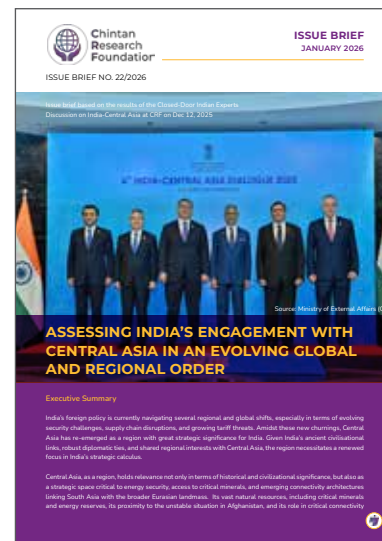 Chintan
Research
Foundation
ISSUE BRIEF
JANUARY 2026
ISSUE BRIEF NO. 22/2026
Issue brief based on the results of the Closed-Door Indian Experts
Discussion on India-Central Asia at CRF on Dec 12, 2025
4TH INDIA-CENTRAL ASIA DIALOGUE 2025
Source: Ministry of External Affairs (
ASSESSING INDIA'S ENGAGEMENT WITH
CENTRAL ASIA IN AN EVOLVING GLOBAL
AND REGIONAL ORDER
Executive Summary
India's foreign policy is currently navigating several regional and global shifts, especially in terms of evolving
security challenges, supply chain disruptions, and growing tariff threats. Amidst these new churnings, Central
Asia has re-emerged as a region with great strategic significance for India. Given India's ancient civilisational
links, robust diplomatic ties, and shared regional interests with Central Asia, the region necessitates a renewed
focus in India's strategic calculus.
Central Asia, as a region, holds relevance not only in terms of historical and civilizational significance, but also as
a strategic space critical to energy security, access to critical minerals, and emerging connectivity architectures
linking South Asia with the broader Eurasian landmass. Its vast natural resources, including critical minerals
and energy reserves, its proximity to the unstable situation in Afghanistan, and its role in critical connectivity